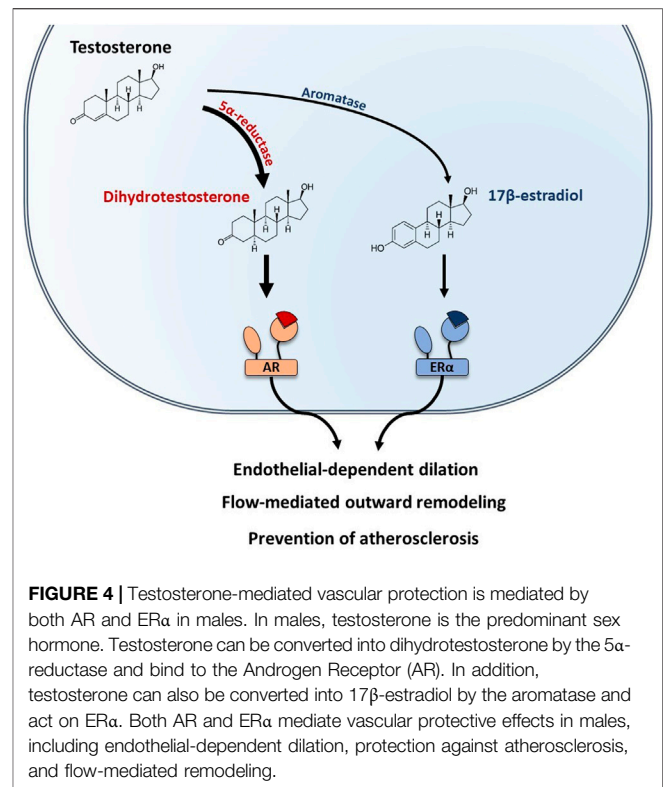 Testosterone
OH
H
H
H
O
Aromatase
5α-reductase
Dihydrotestosterone
OH
H
H
H
O
H
17β-estradiol
OH
H
H
H
HO
AR
ERα
Endothelial-dependent dilation
Flow-mediated outward remodeling
Prevention of atherosclerosis
FIGURE 4 | Testosterone-mediated vascular protection is mediated by
both AR and ERα in males. In males, testosterone is the predominant sex
hormone. Testosterone can be converted into dihydrotestosterone by the 5α-
reductase and bind to the Androgen Receptor (AR). In addition,
testosterone can also be converted into 17β-estradiol by the aromatase and
act on ERα. Both AR and ERα mediate vascular protective effects in males,
including endothelial-dependent dilation, protection against atherosclerosis,
and flow-mediated remodeling.